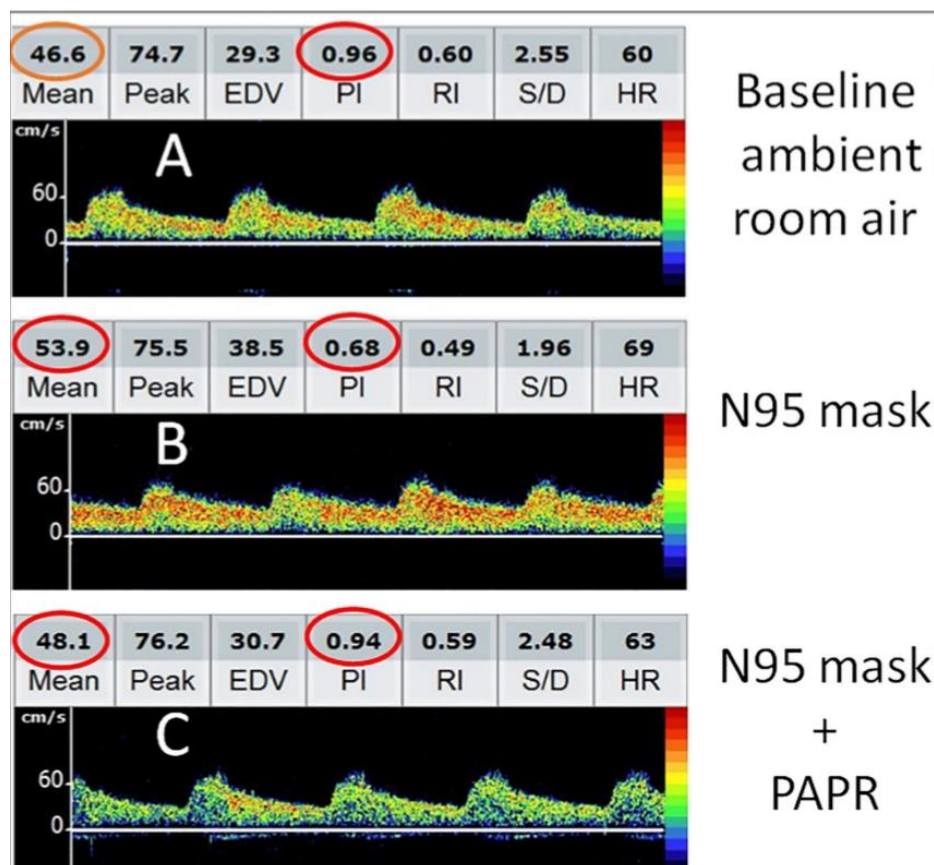 46.6 74.7 29.3 0.96 0.60 2.55 60
Mean Peak EDV PI RI S/D HR
cm/s
A
60
0
Baseline
ambient
room air
53.9 75.5 38.5 0.68 0.49 1.96 69
Mean Peak EDV PI RI S/D HR
cm/s
B
60
0
N95 mask
48.1 76.2 30.7 0.94 0.59 2.48 63
Mean Peak EDV PI RI S/D HR
cm/s
C
60
0
N95 mask
+
PAPR